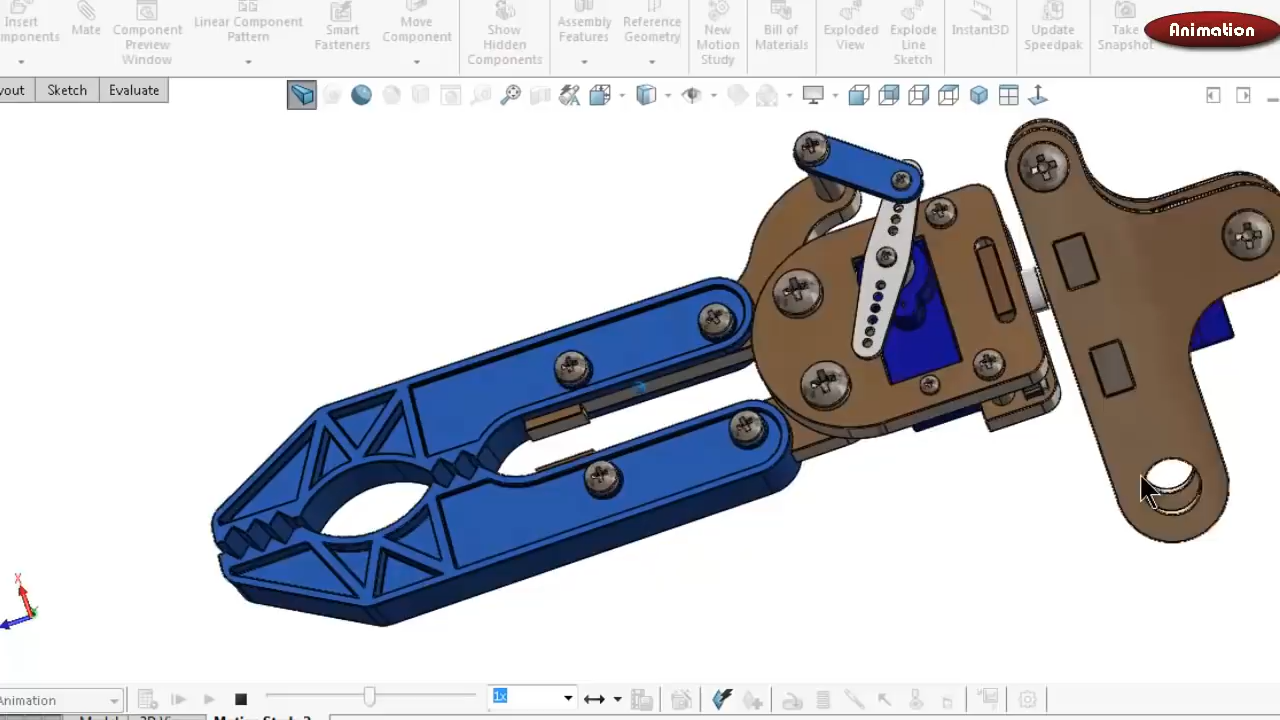 Insert
mponents
Mate
Component
Preview
Window
Linear Component
Pattern
Smart
Fasteners
Move
Component
Show
Hidden
Components
Assembly
Features
Reference
Geometry
New
Motion
Study
Bill of
Materials
Exploded
View
Explode
Line
Sketch
Instant3D
Update
Speedpak
Take
Snapshot
Animation
yout
Sketch
Evaluate
X
Animation
1x